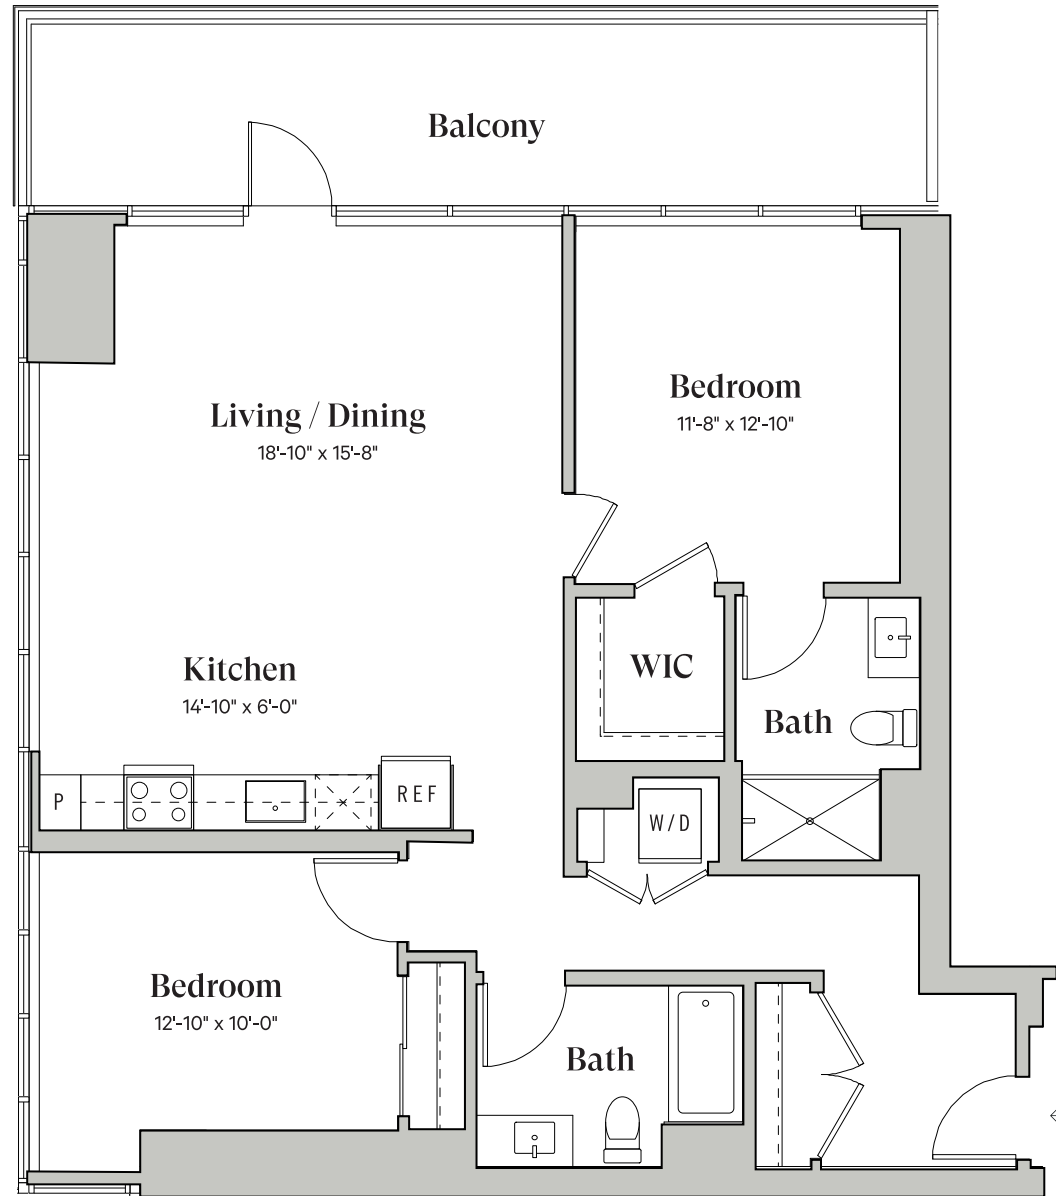 Balcony
Living / Dining
18'-10" x 15'-8"
Bedroom
11'-8" x 12'-10"
Kitchen
14'-10" x 6'-0"
WIC
Bath
P
REF
W/D
Bedroom
12'-10" x 10'-0"
Bath